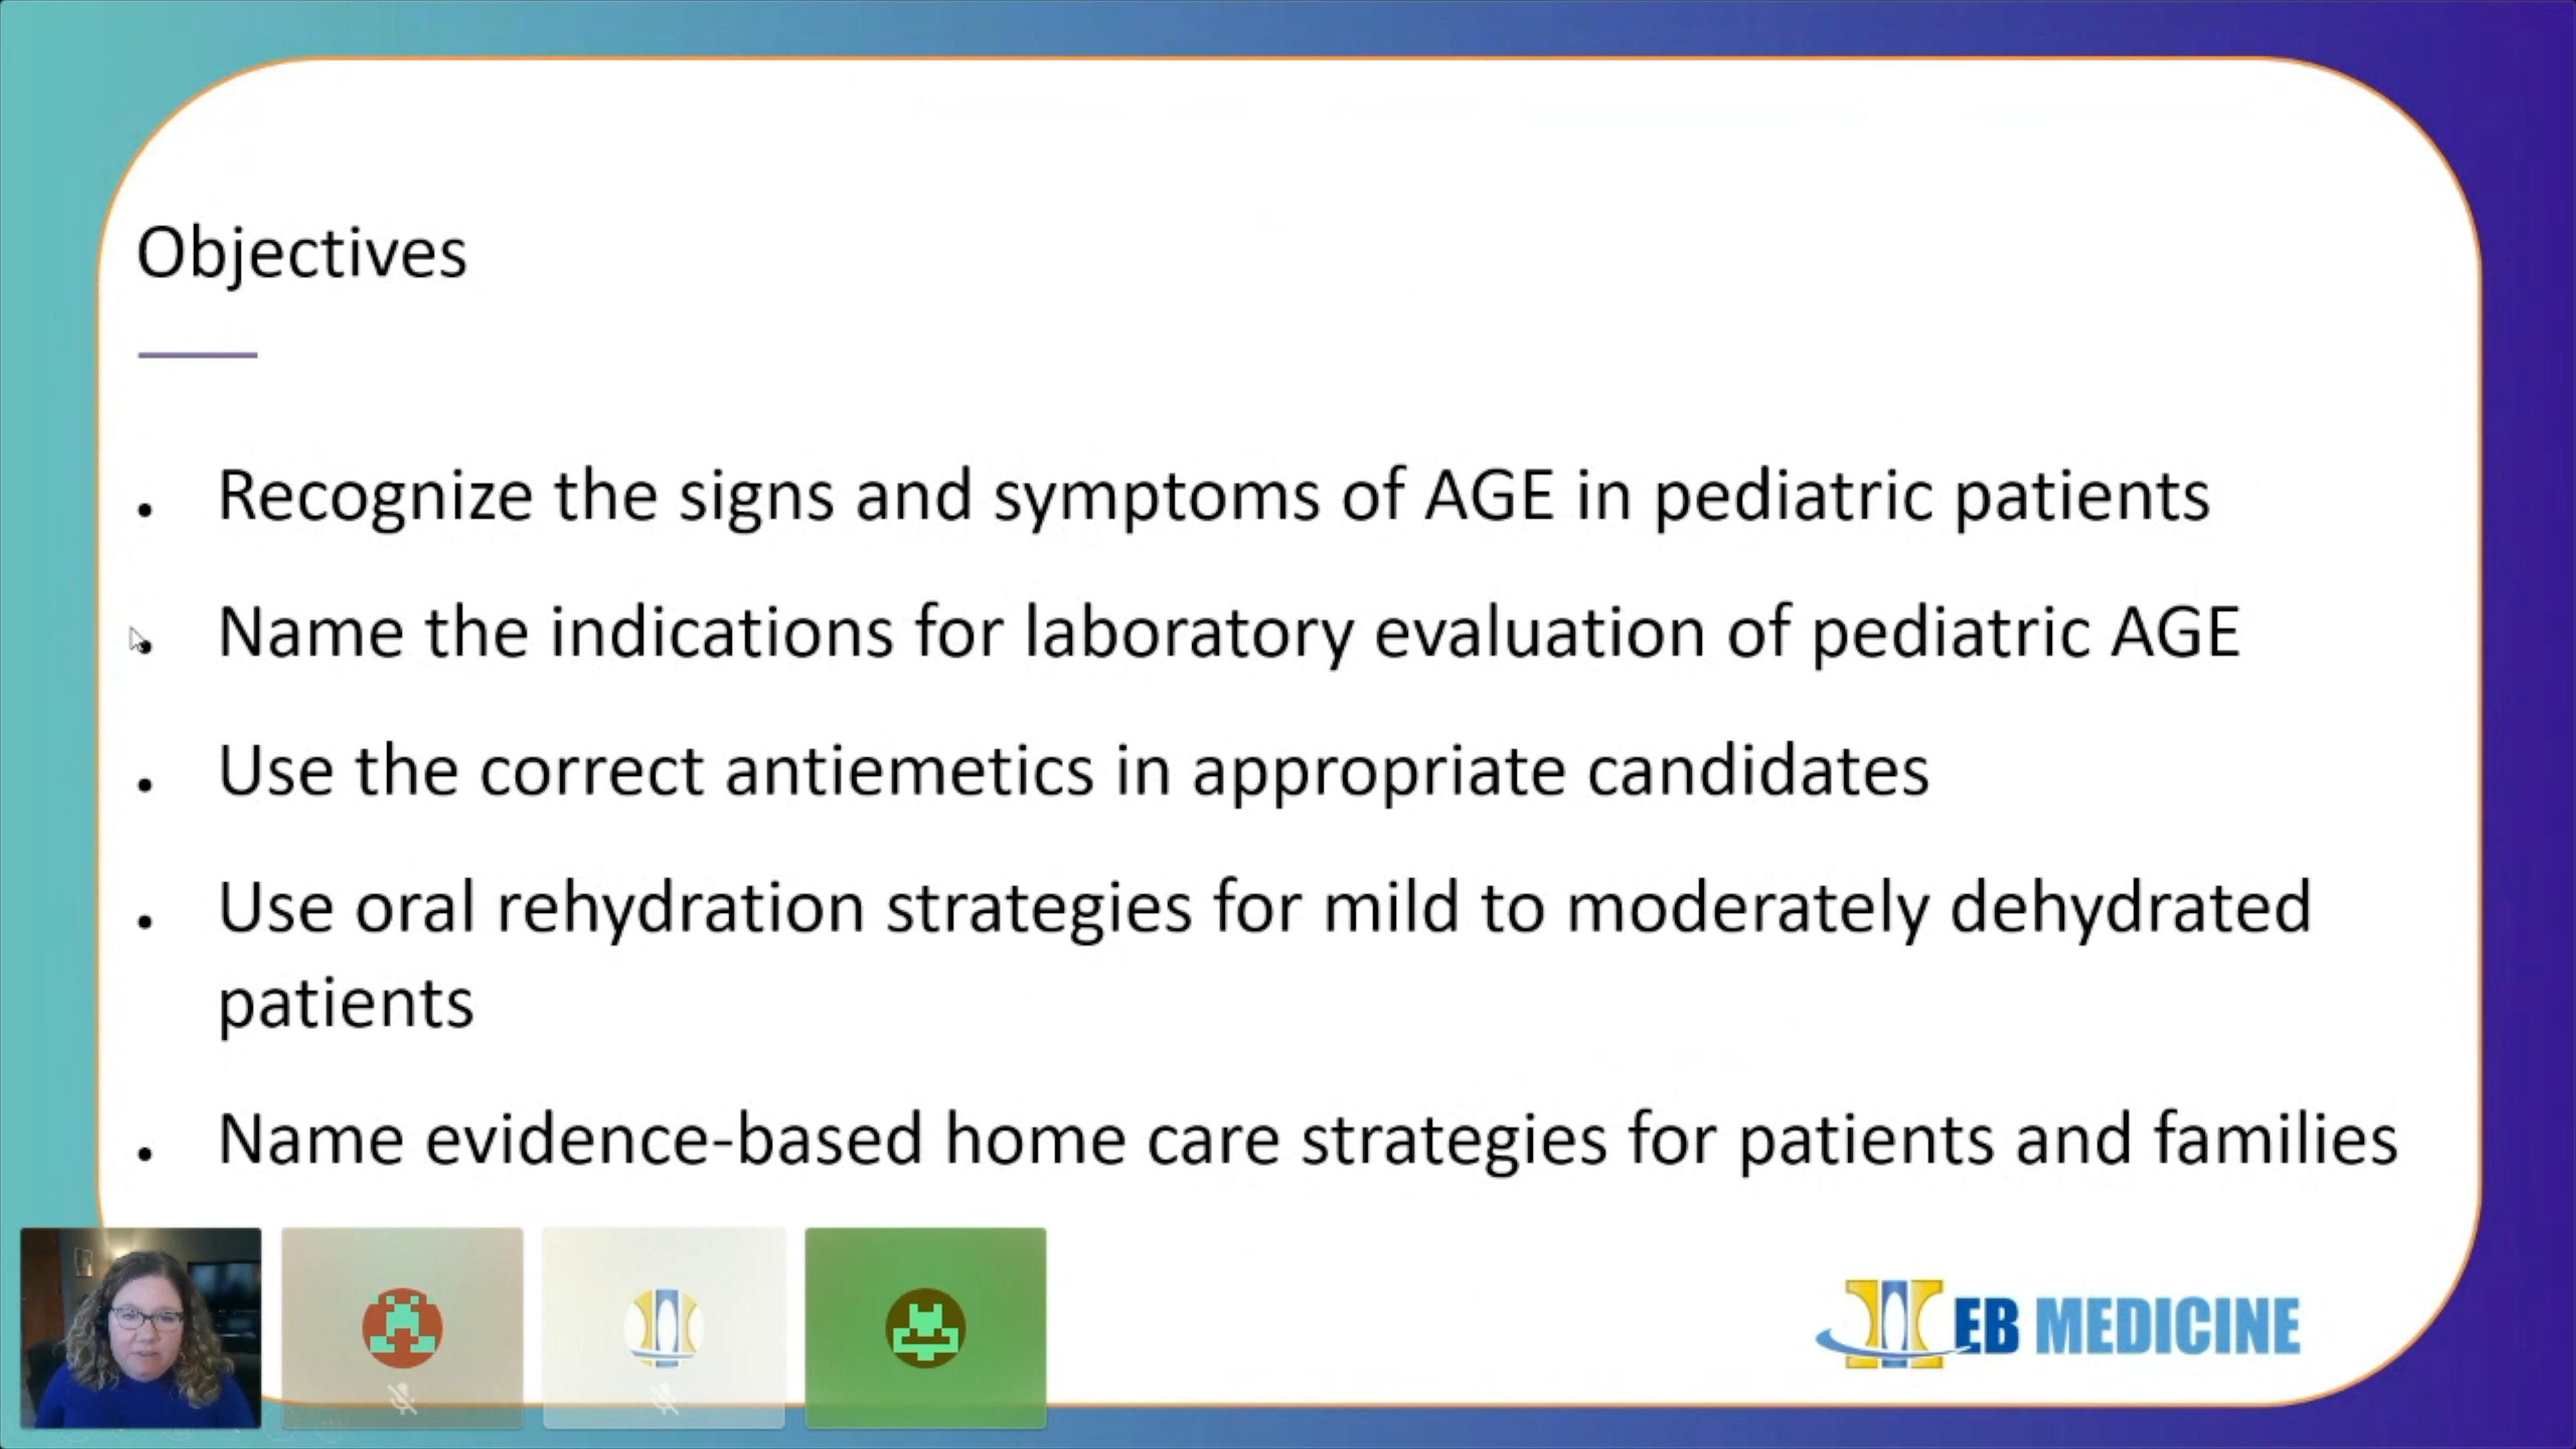 Objectives
• Recognize the signs and symptoms of AGE in pediatric patients
• Name the indications for laboratory evaluation of pediatric AGE
• Use the correct antiemetics in appropriate candidates
• Use oral rehydration strategies for mild to moderately dehydrated
patients
• Name evidence-based home care strategies for patients and families
EB MEDICINE